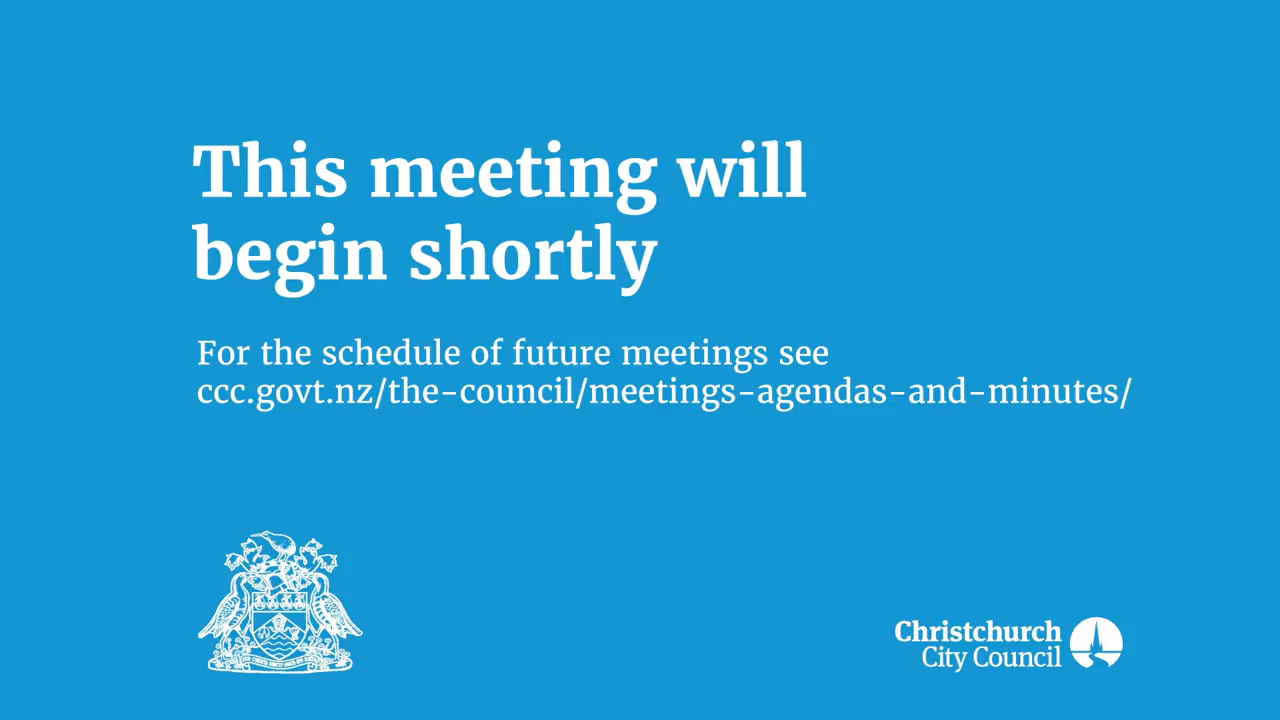 This meeting will
begin shortly
For the schedule of future meetings see
ccc.govt.nz/the-council/meetings-agendas-and-minutes/
Christchurch
City Council